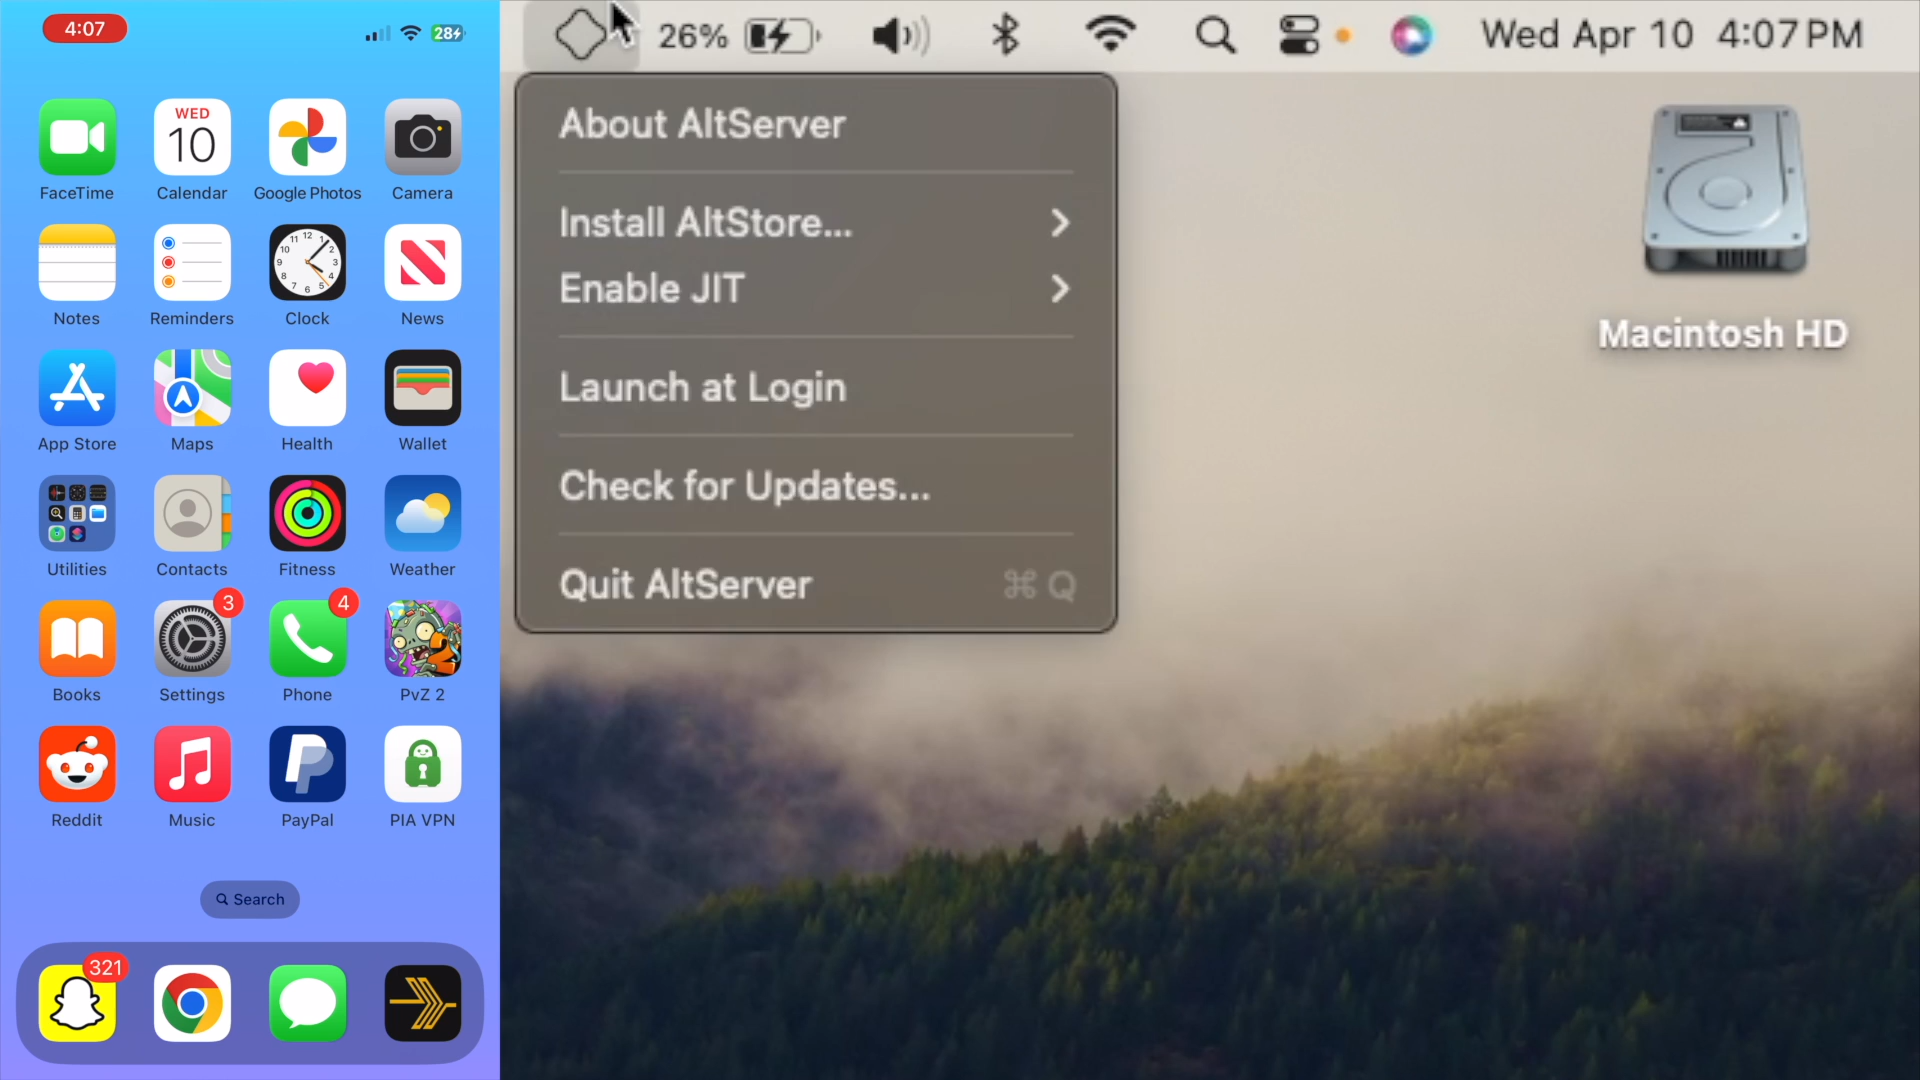 4:07
28
WED
10
FaceTime
Calendar
Google Photos
Camera
Notes
Reminders
Clock
News
App Store
Maps
Health
Wallet
Utilities
Contacts
Fitness
Weather
3
4
2
Books
Settings
Phone
PvZ 2
Reddit
Music
PayPal
PIA VPN
Search
321
26%
Wed Apr 10 4:07 PM
About AltServer
Install AltStore...
Enable JIT
Launch at Login
Check for Updates...
Quit AltServer ⌘ Q
Macintosh HD